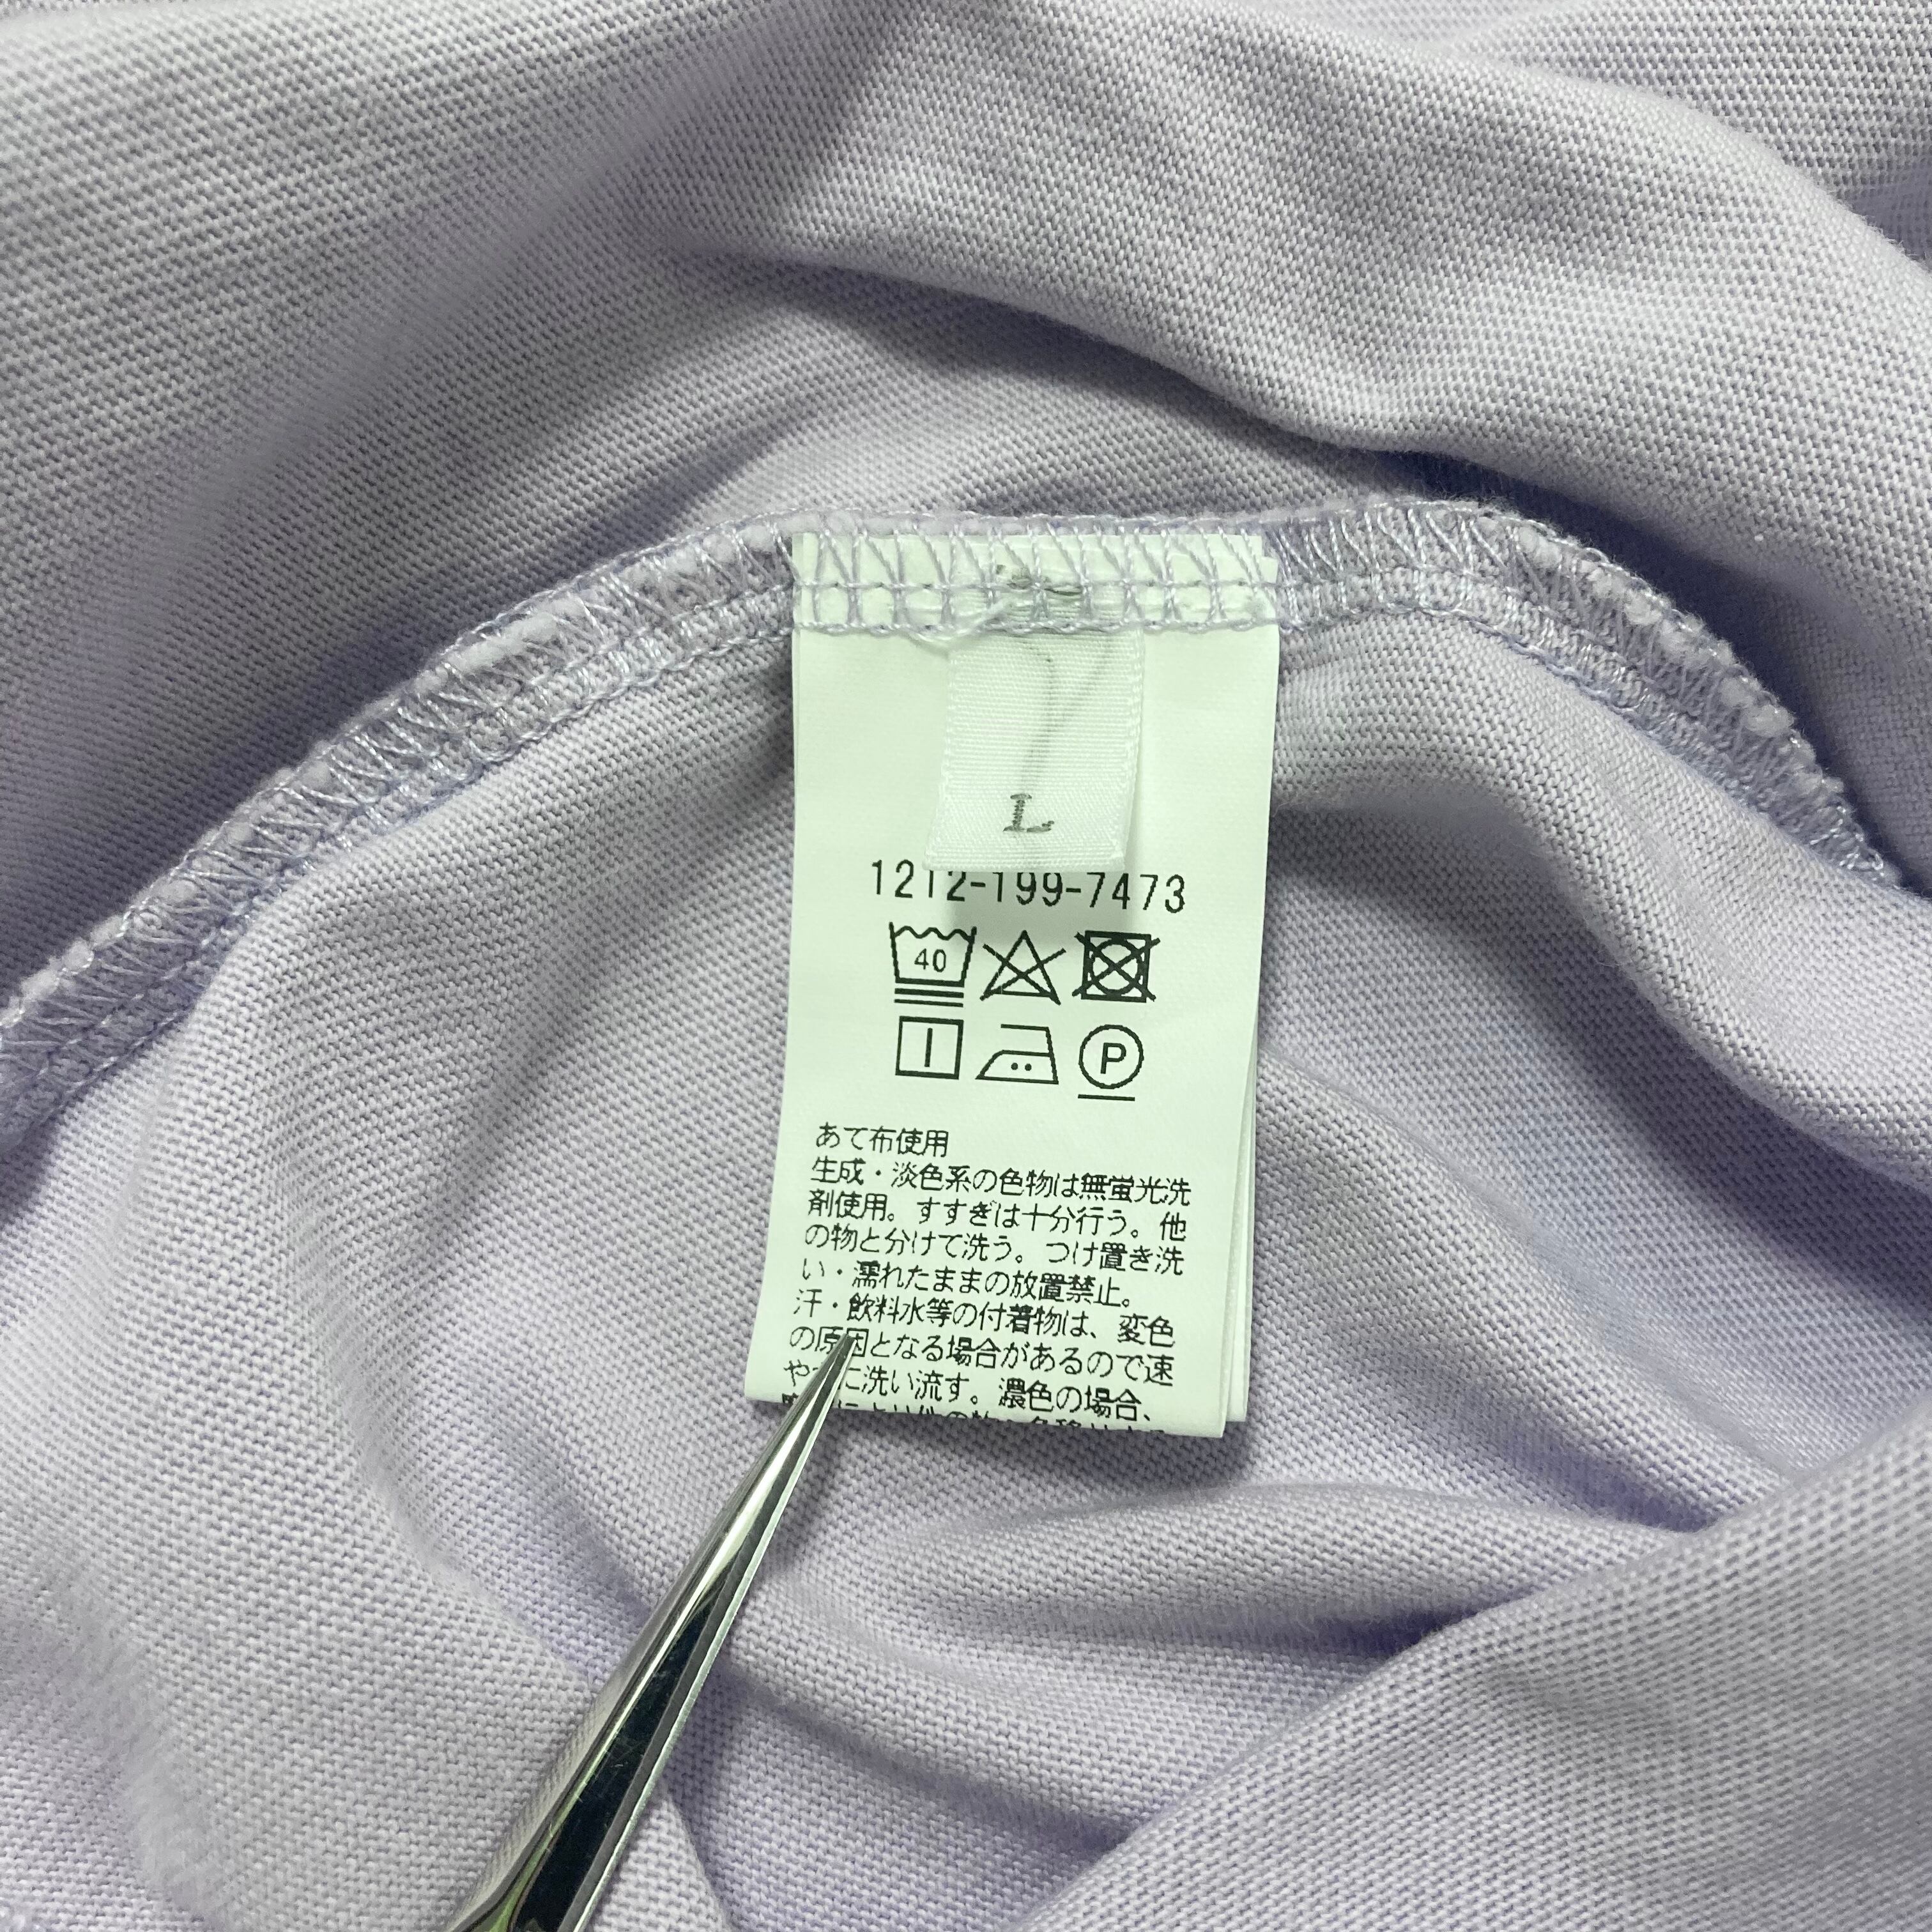 L
1212-199-7473
40
P
あて布使用
生成・淡色系の色物は無蛍光洗
剤使用。すすぎは十分行う。他
の物と分けて洗う。つけ置き洗
い・濡れたままの放置禁止。
汗・飲料水等の付着物は、変色
の原因となる場合があるので速
や に洗い流す。濃色の場合、